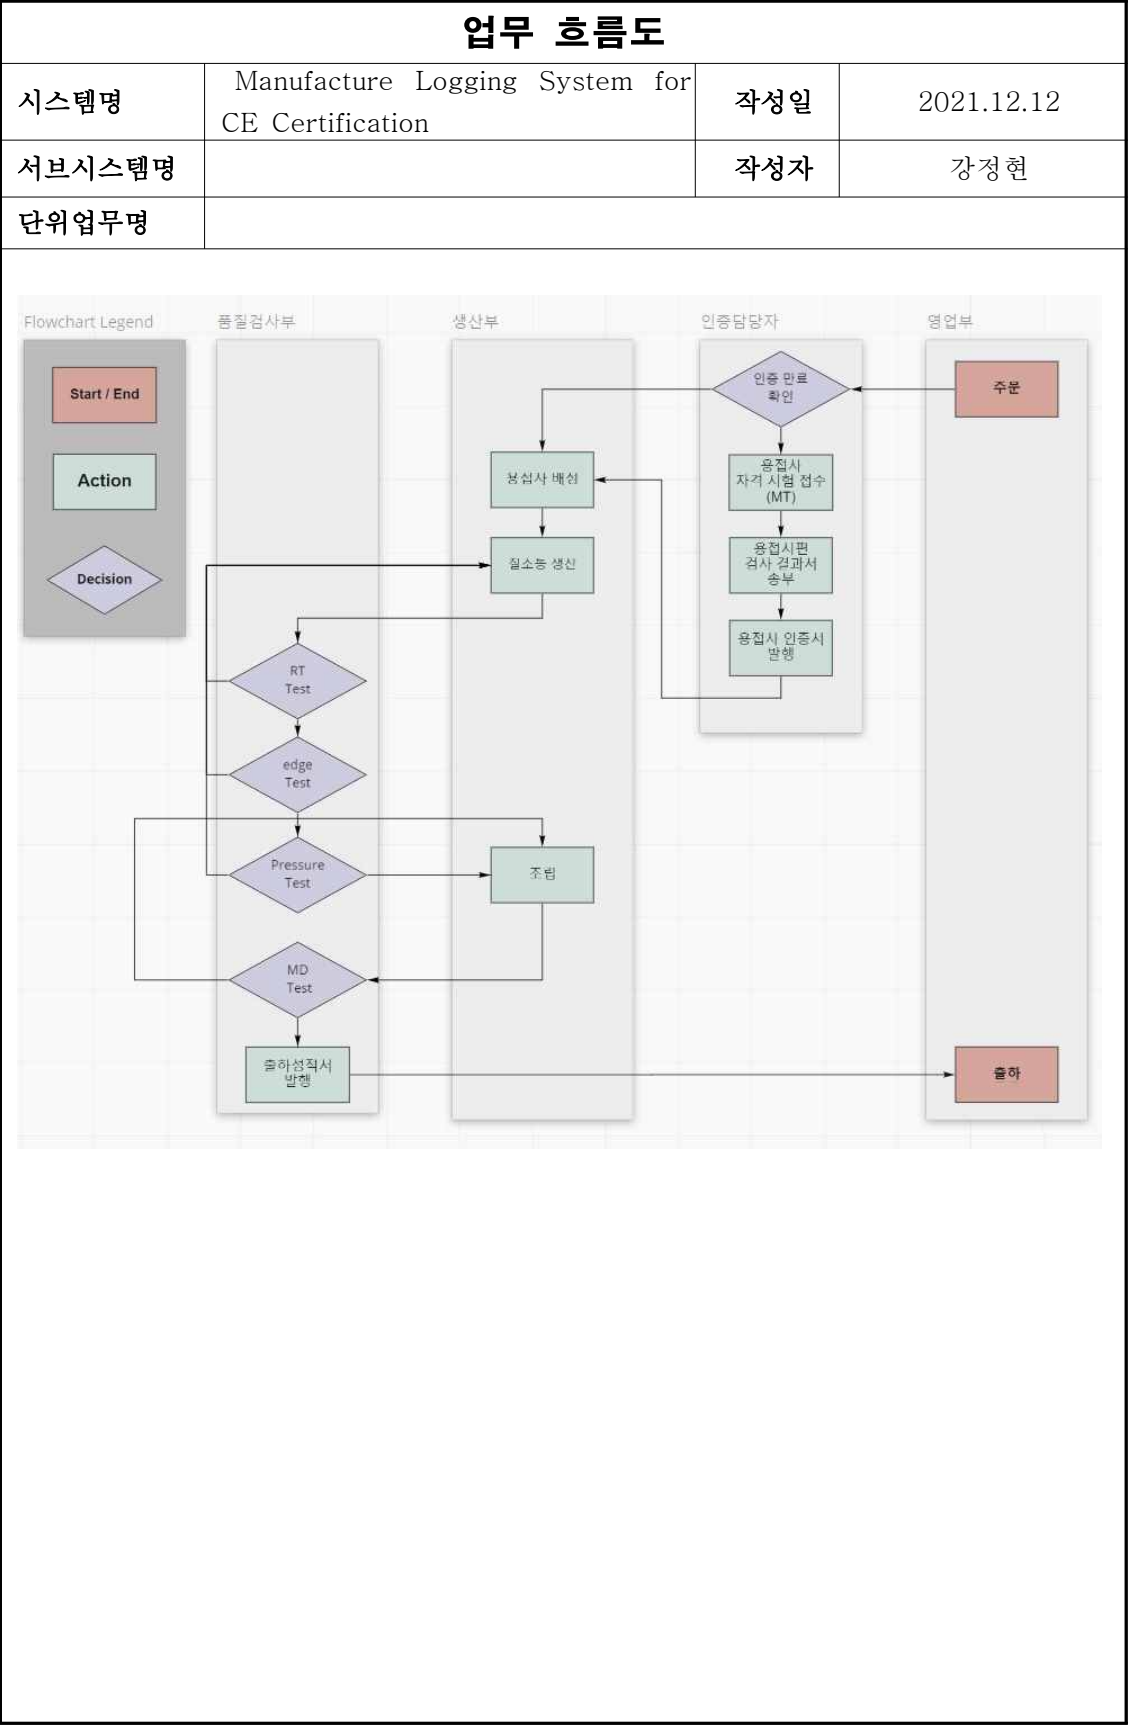 업무 흐름도
시스템명
Manufacture Logging System for
CE Certification
작성일
2021.12.12
서브시스템명
작성자
강정현
단위업무명
Flowchart Legend
품질검사부
생산부
인증담당자
영업부
Start / End
Action
Decision
인증 만료
확인
주문
용접사
자격 시험 접수
(MT)
용접시편
검사 결과서
송부
생산
용접사 인증서
발행
RT
Test
edge
Test
Pressure
Test
조립
MD
Test
출하성적서
발행
출하